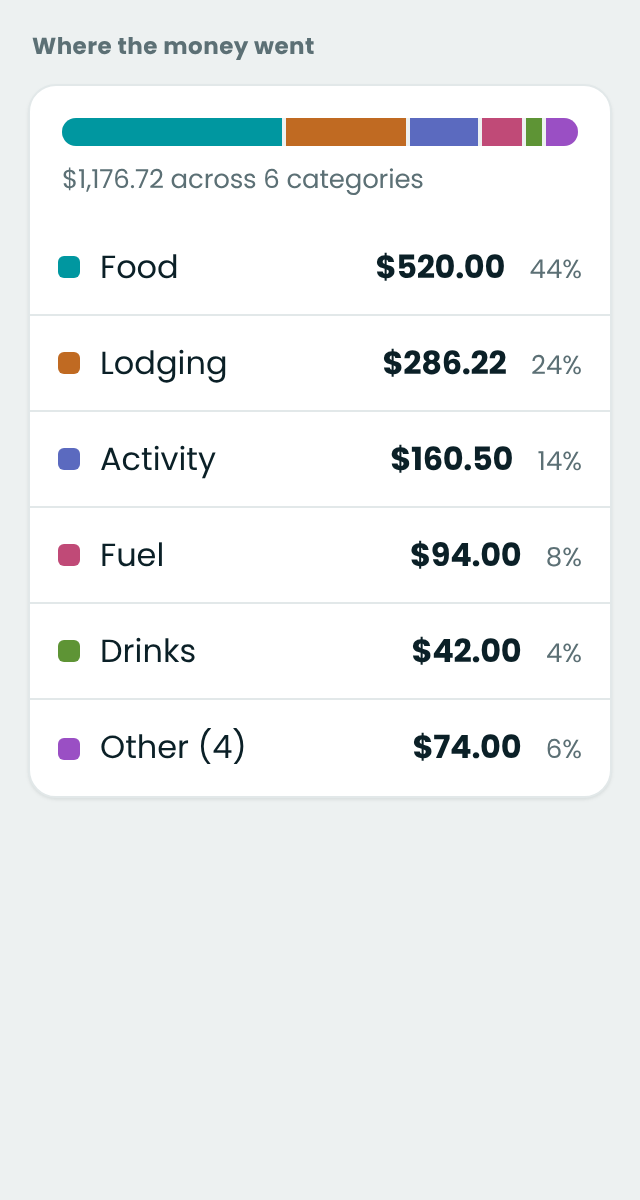 Where the money went
$1,176.72 across 6 categories
Food $520.00 44%
Lodging $286.22 24%
Activity $160.50 14%
Fuel $94.00 8%
Drinks $42.00 4%
Other (4) $74.00 6%